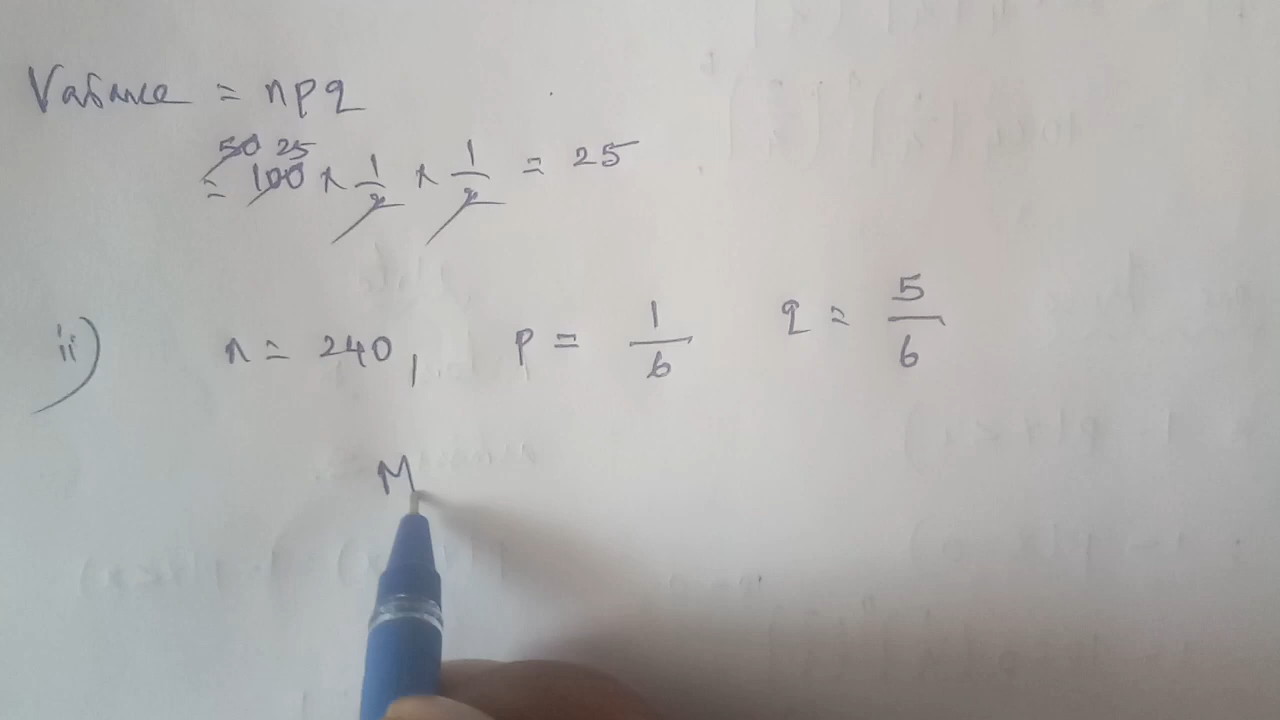 Variance = npq
50 25
= 100 x 1/2 x 1/2 = 25
ii) n = 240, p = 1/6 q = 5/6
M